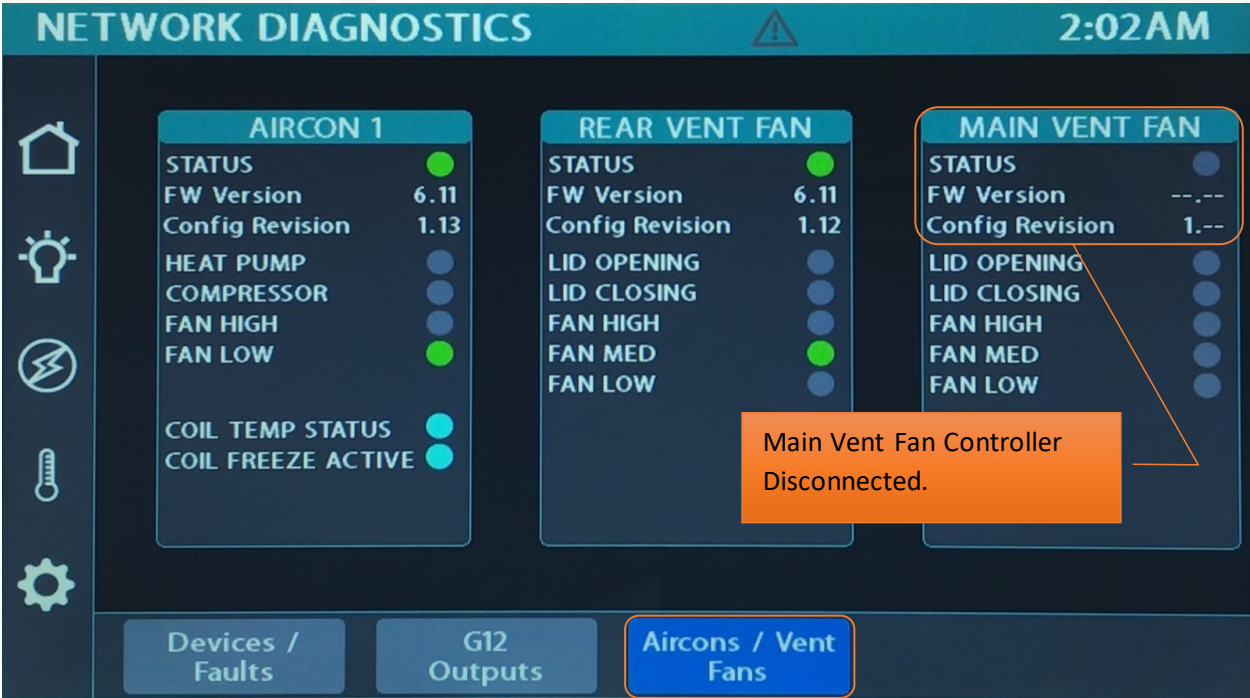 NETWORK DIAGNOSTICS
2:02AM
AIRCON 1
STATUS
FW Version 6.11
Config Revision 1.13
HEAT PUMP
COMPRESSOR
FAN HIGH
FAN LOW
COIL TEMP STATUS
COIL FREEZE ACTIVE
REAR VENT FAN
STATUS
FW Version 6.11
Config Revision 1.12
LID OPENING
LID CLOSING
FAN HIGH
FAN MED
FAN LOW
MAIN VENT FAN
STATUS
FW Version --.--
Config Revision 1.--
LID OPENING
LID CLOSING
FAN HIGH
FAN MED
FAN LOW
Main Vent Fan Controller
Disconnected.
Devices /
Faults
G12
Outputs
Aircons / Vent
Fans